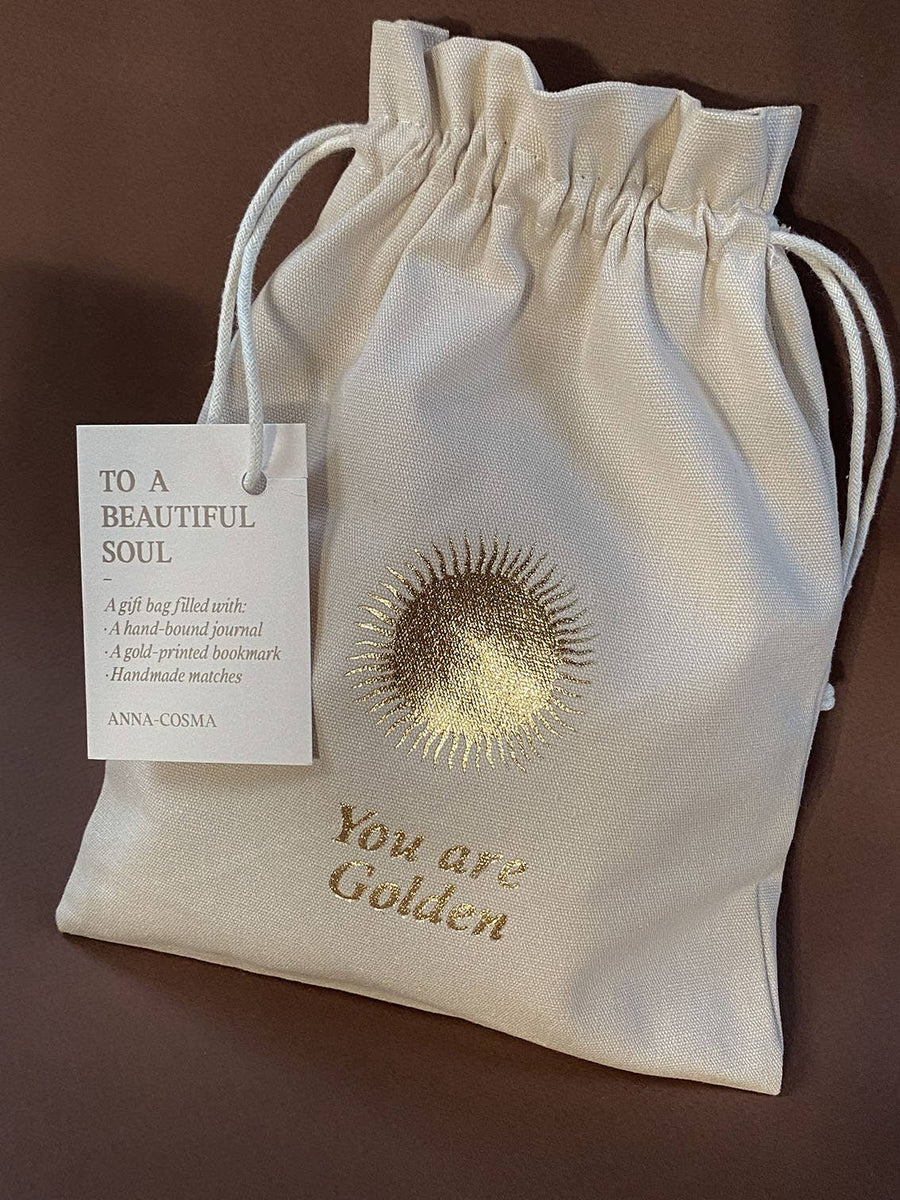 TO A
BEAUTIFUL
SOUL
–
A gift bag filled with:
· A hand-bound journal
· A gold-printed bookmark
· Handmade matches
ANNA-COSMA
You are
Golden